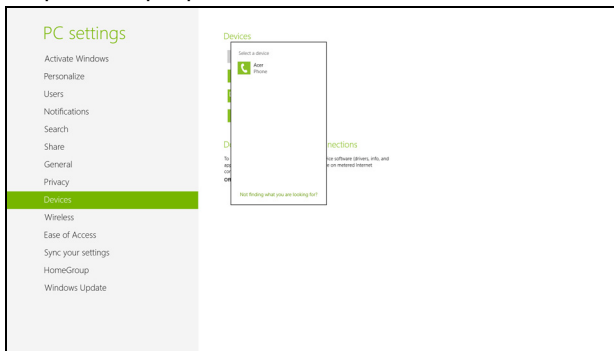 PC settings
Activate Windows
Personalize
Users
Notifications
Search
Share
General
Privacy
Devices
Wireless
Ease of Access
Sync your settings
HomeGroup
Windows Update
Devices
Select a device
Acer
Phone
nections
software (drivers, info, and
on metered Internet
Off
Not finding what you are looking for?